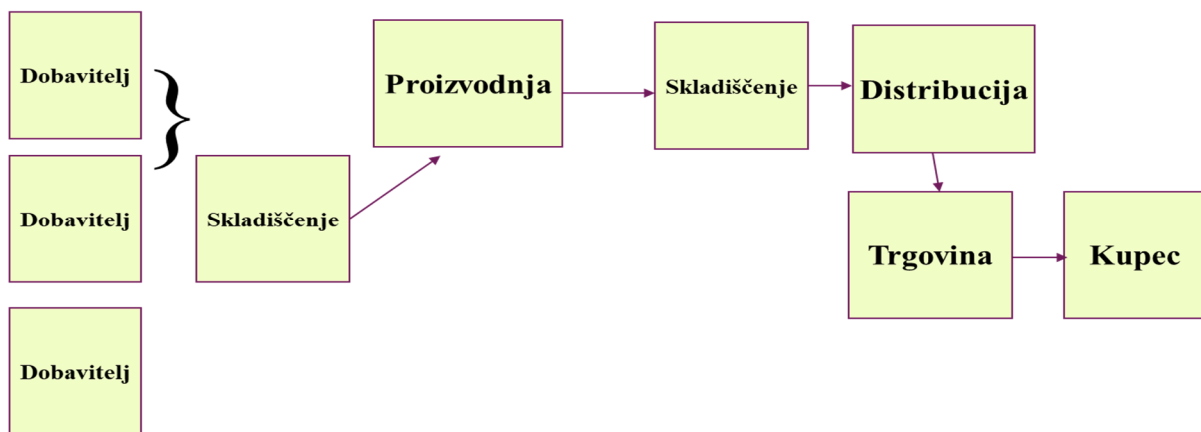 Dobavitelj
Dobavitelj
Dobavitelj
Skladiščenje
Proizvodnja
Skladiščenje
Distribucija
Trgovina
Kupec